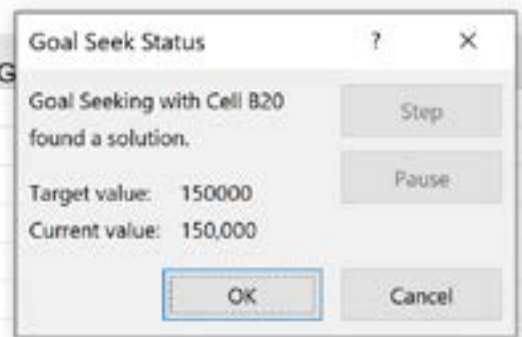 Goal Seek Status ? ×
G
Goal Seeking with Cell B20
found a solution.
Step
Pause
Target value: 150000
Current value: 150,000
OK
Cancel